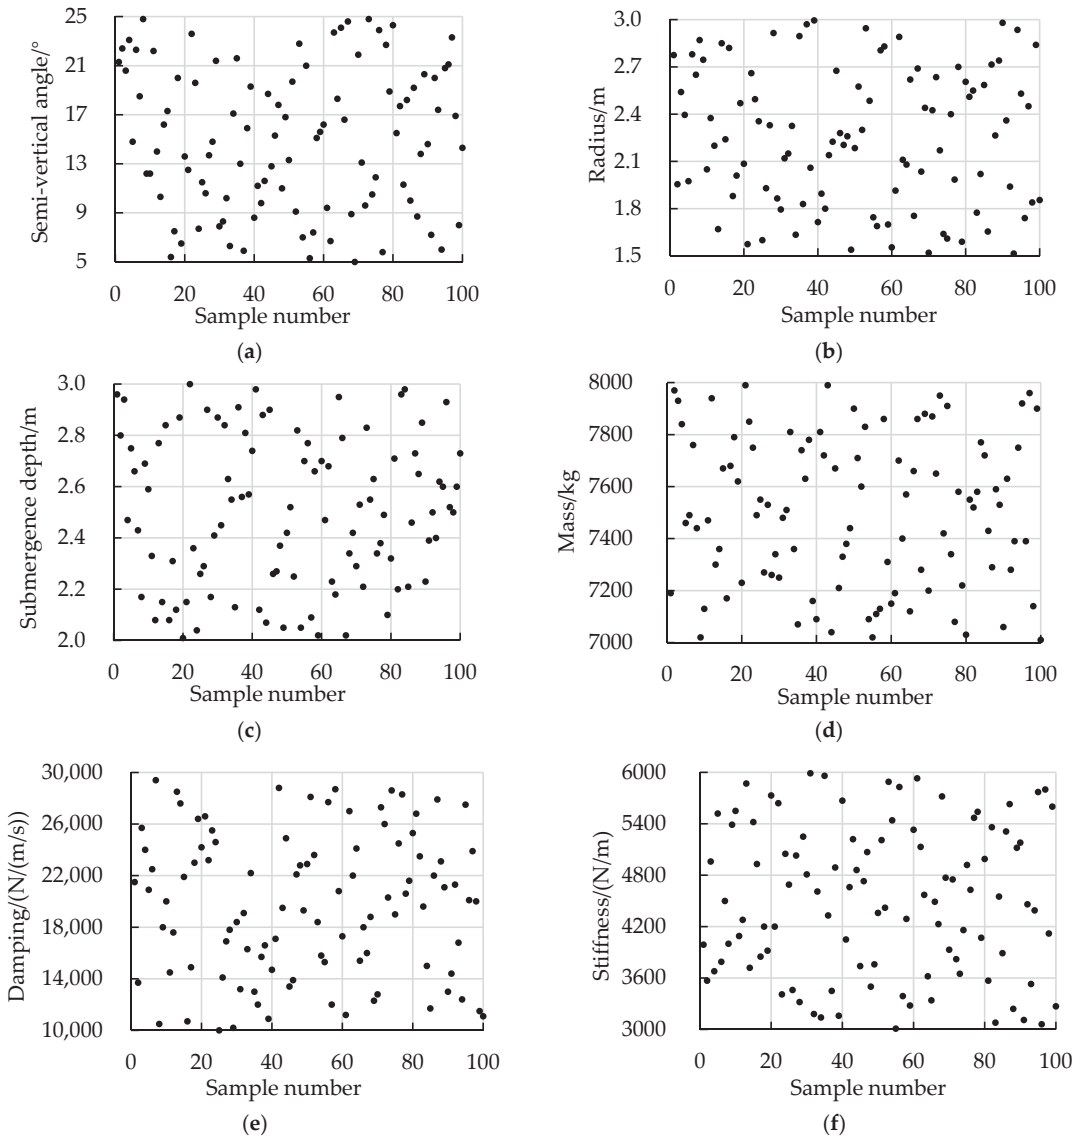 25
21
17
13
9
5
Semi-vertical angle/°
0 20 40 60 80 100
Sample number
(a)
3.0
2.7
2.4
2.1
1.8
1.5
Radius/m
0 20 40 60 80 100
Sample number
(b)
3.0
2.8
2.6
2.4
2.2
2.0
Submergence depth/m
0 20 40 60 80 100
Sample number
(c)
8000
7800
7600
7400
7200
7000
Mass/kg
0 20 40 60 80 100
Sample number
(d)
30,000
26,000
22,000
18,000
14,000
10,000
Damping/(N/(m/s))
0 20 40 60 80 100
Sample number
(e)
6000
5400
4800
4200
3600
3000
Stiffness/(N/m)
0 20 40 60 80 100
Sample number
(f)